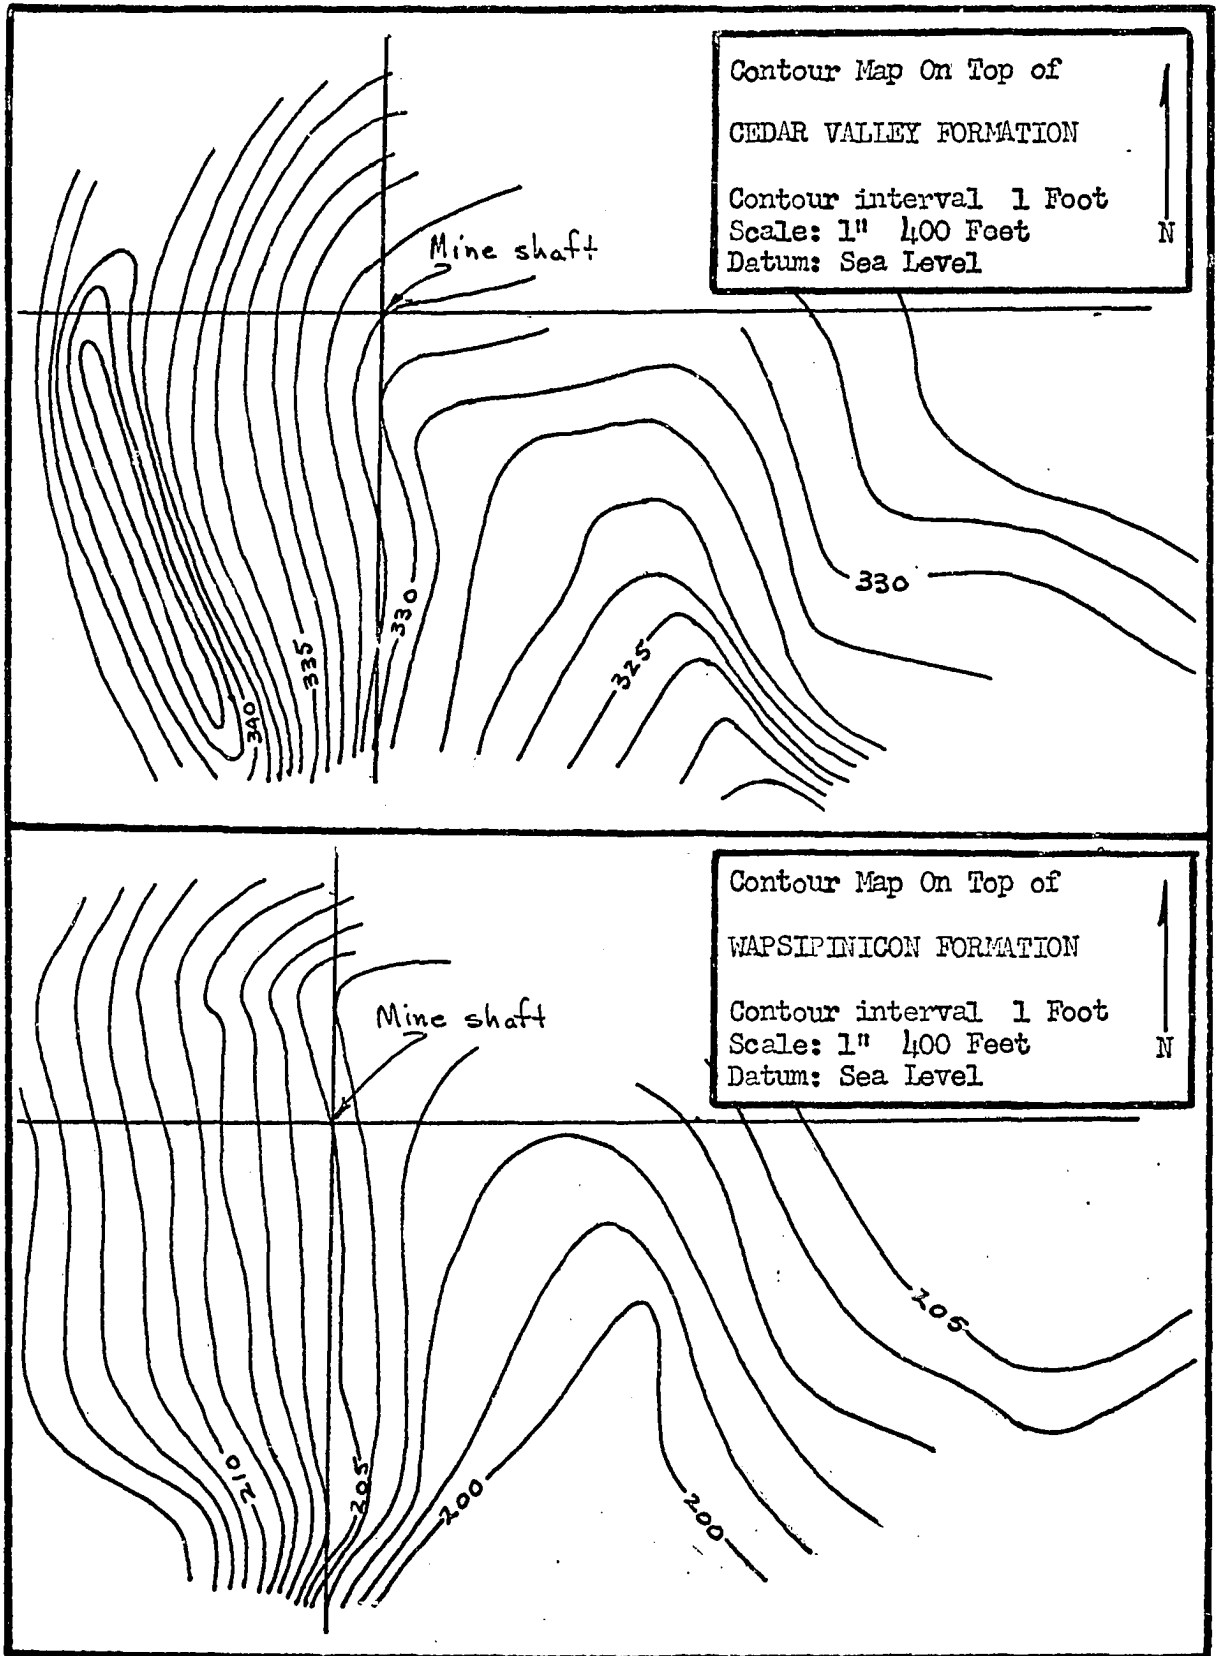 Contour Map On Top of
CEDAR VALLEY FORMATION
Contour interval 1 Foot
Scale: 1" 400 Feet
Datum: Sea Level
N
Mine shaft
330
330
335
325
340
Contour Map On Top of
WAPSIPINICON FORMATION
Contour interval 1 Foot
Scale: 1" 400 Feet
Datum: Sea Level
N
Mine shaft
205
210
205
200
200